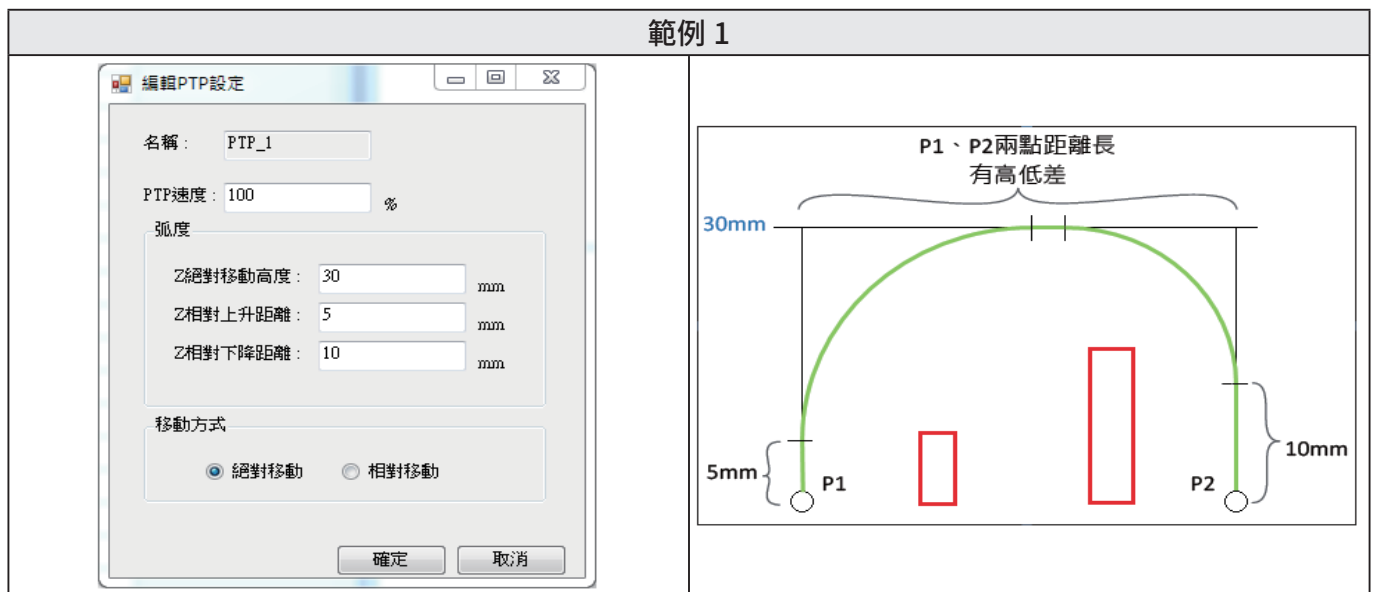 範例 1
編輯PTP設定
名稱 : PTP_1
PTP速度 : 100 %
弧度
Z絕對移動高度 : 30 mm
Z相對上升距離 : 5 mm
Z相對下降距離 : 10 mm
移動方式
絕對移動 相對移動
確定 取消
P1、P2兩點距離長
有高低差
30mm
5mm
P1
P2
10mm